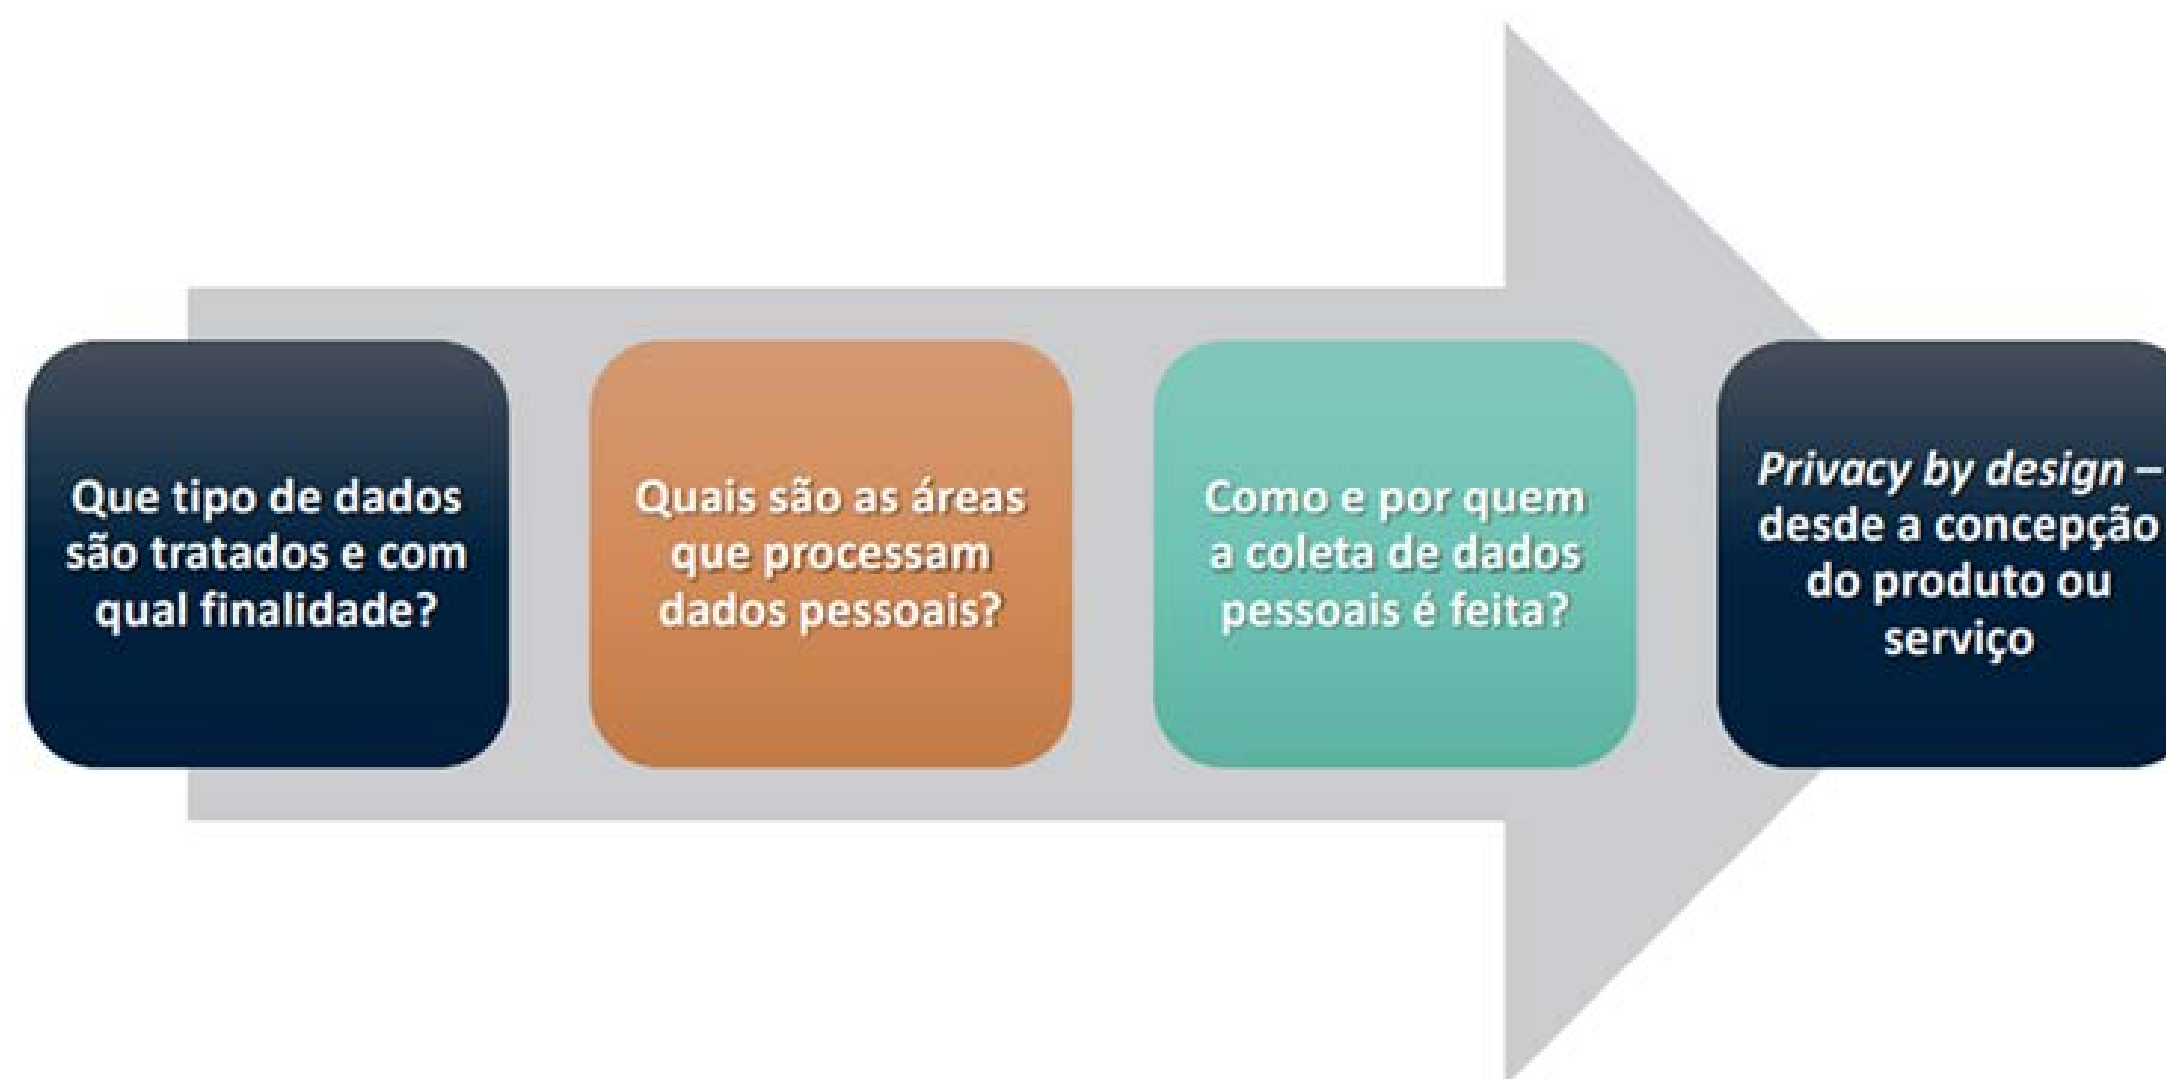 Que tipo de dados
são tratados e com
qual finalidade?
Quais são as áreas
que processam
dados pessoais?
Como e por quem
a coleta de dados
pessoais é feita?
Privacy by design –
desde a concepção
do produto ou
serviço